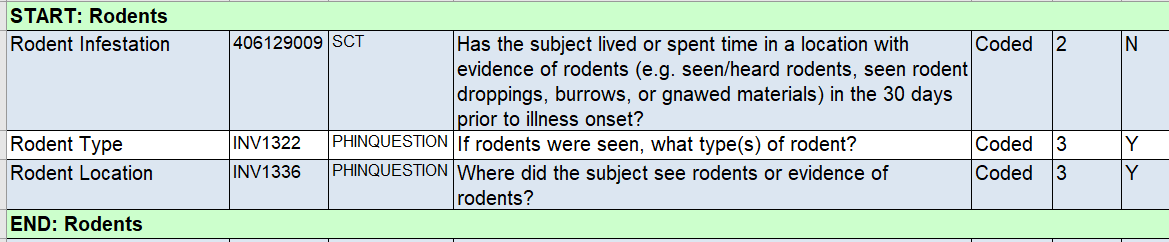 START: Rodents
Rodent Infestation 406129009 SCT Has the subject lived or spent time in a location with Coded 2 N
evidence of rodents (e.g. seen/heard rodents, seen rodent
droppings, burrows, or gnawed materials) in the 30 days
prior to illness onset?
Rodent Type INV1322 PHINQUESTION If rodents were seen, what type(s) of rodent? Coded 3 Y
Rodent Location INV1336 PHINQUESTION Where did the subject see rodents or evidence of Coded 3 Y
rodents?
END: Rodents